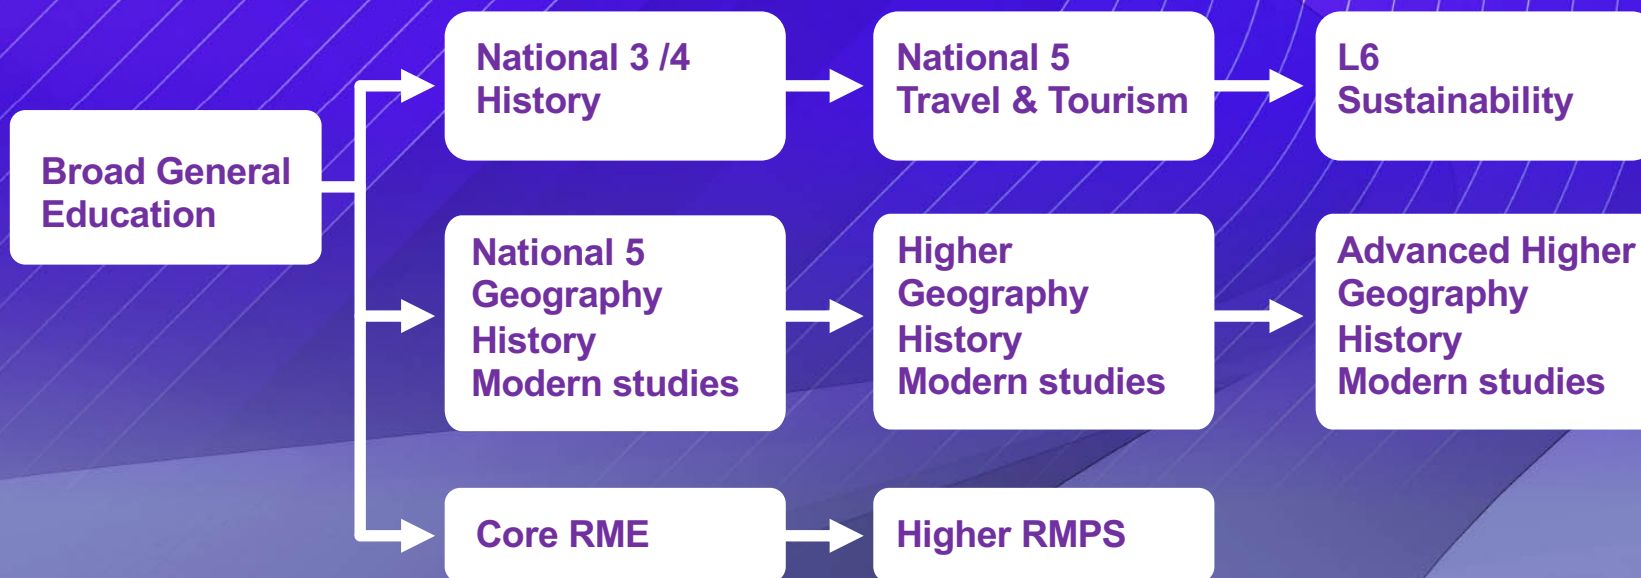 Broad General
Education
National 3 /4
History
National 5
Travel & Tourism
L6
Sustainability
National 5
Geography
History
Modern studies
Higher
Geography
History
Modern studies
Advanced Higher
Geography
History
Modern studies
Core RME
Higher RMPS